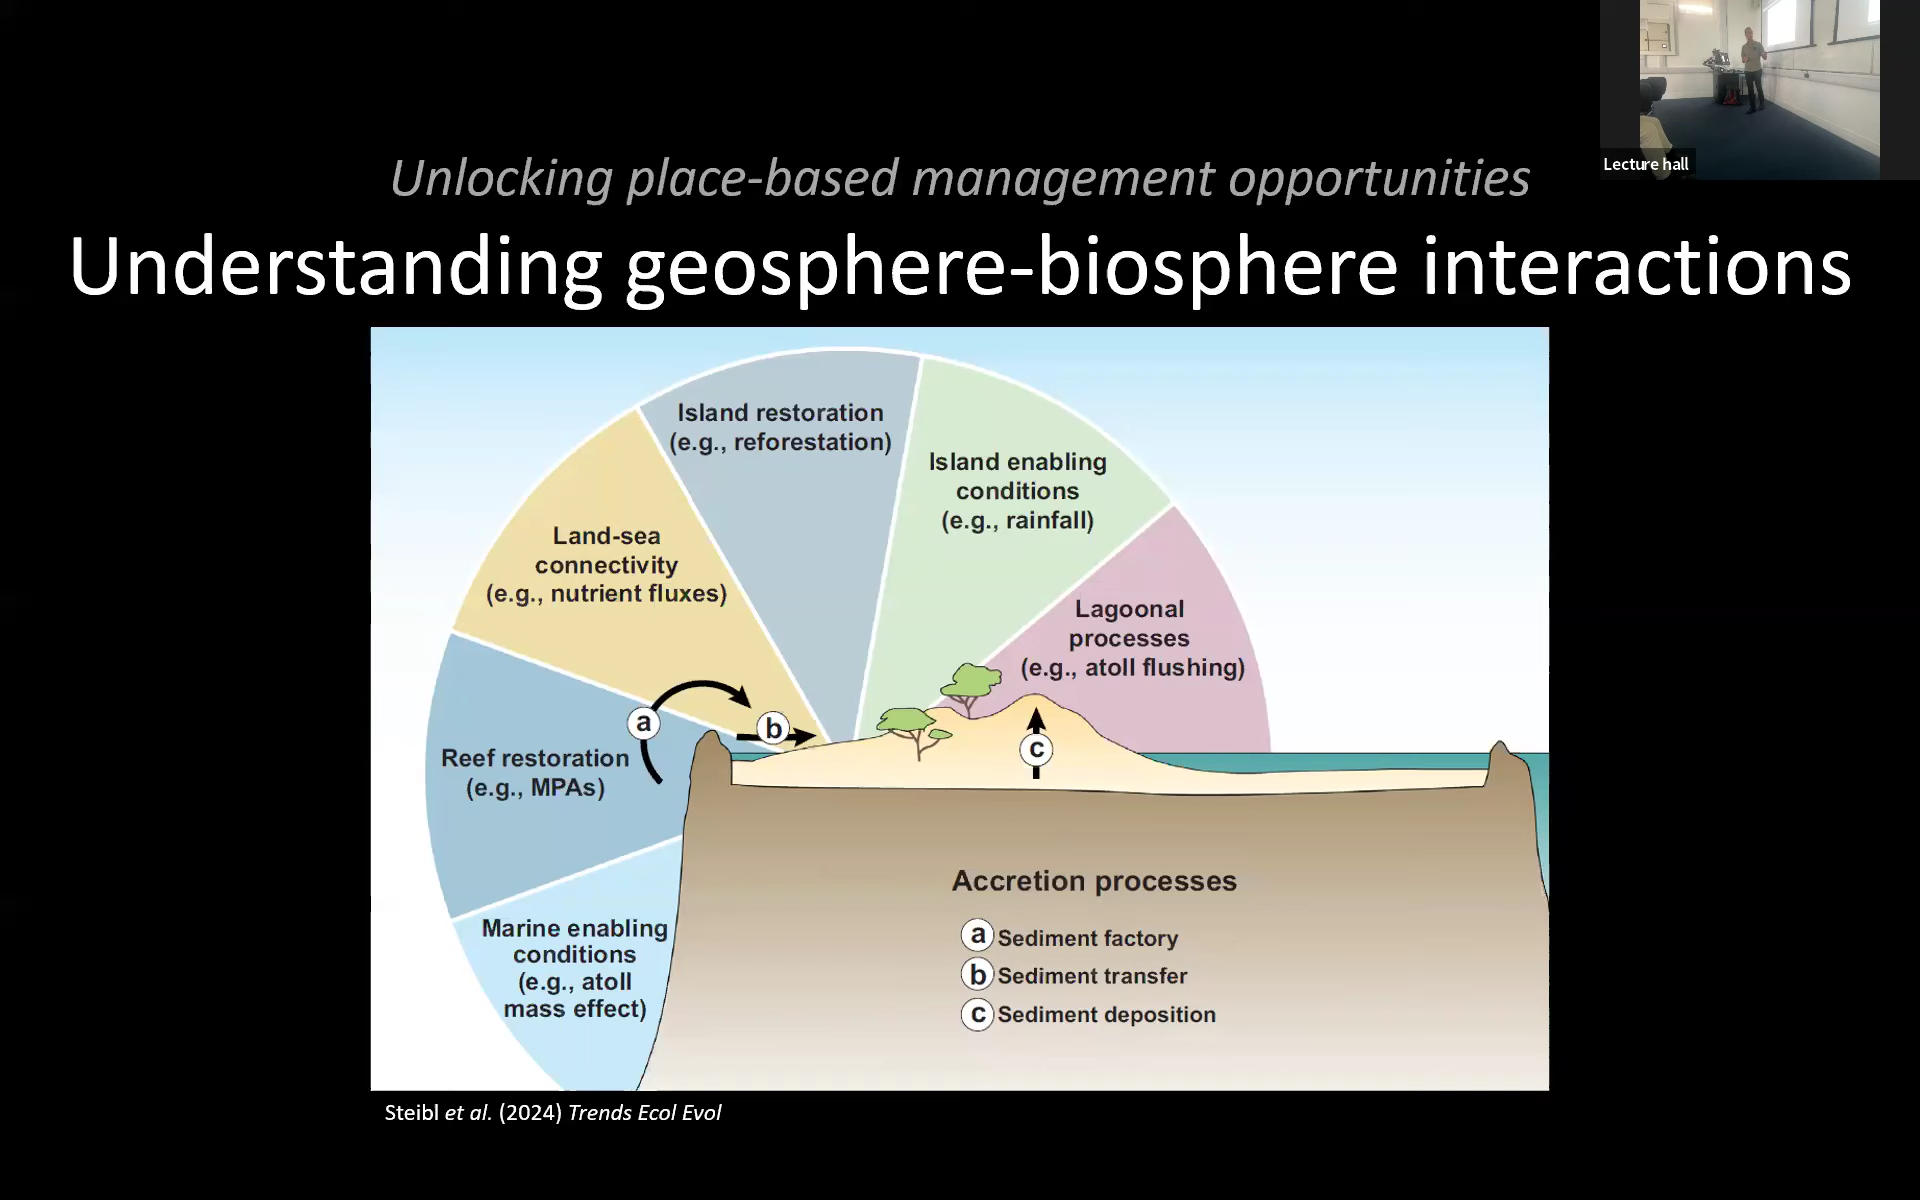 Lecture hall
Unlocking place-based management opportunities
Understanding geosphere-biosphere interactions
Island restoration
(e.g., reforestation)
Island enabling
conditions
(e.g., rainfall)
Land-sea
connectivity
(e.g., nutrient fluxes)
Lagoonal
processes
(e.g., atoll flushing)
a
b
c
Reef restoration
(e.g., MPAs)
Marine enabling
conditions
(e.g., atoll
mass effect)
Accretion processes
a Sediment factory
b Sediment transfer
c Sediment deposition
Steibl et al. (2024) Trends Ecol Evol